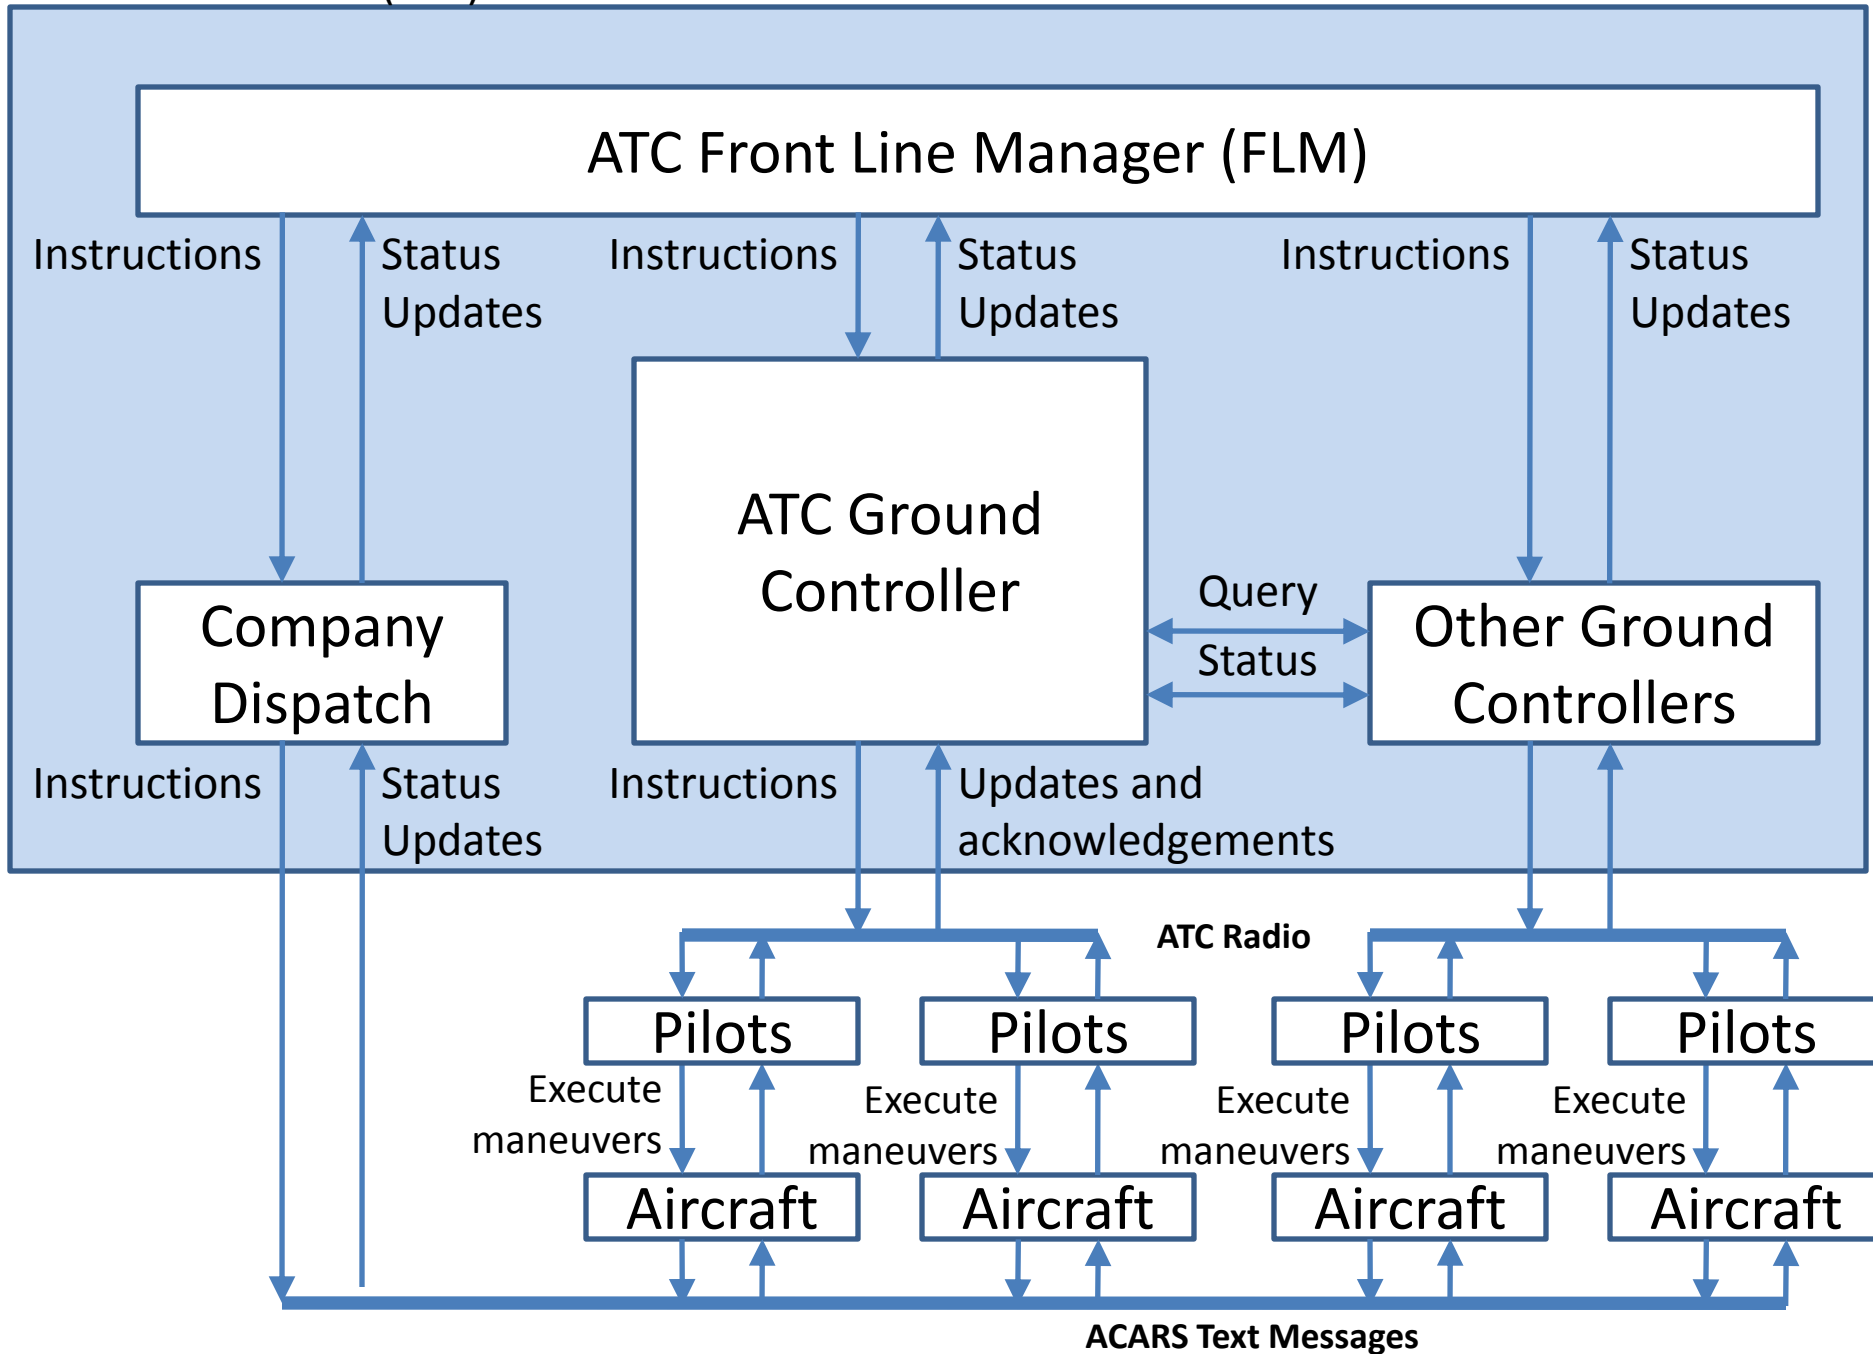 ATC Front Line Manager (FLM)
Instructions
Status
Updates
Instructions
Status
Updates
Instructions
Status
Updates
ATC Ground
Controller
Company
Dispatch
Query
Status
Other Ground
Controllers
Instructions
Status
Updates
Instructions
Updates and
acknowledgements
ATC Radio
Pilots
Pilots
Pilots
Pilots
Execute
maneuvers
Execute
maneuvers
Execute
maneuvers
Execute
maneuvers
Aircraft
Aircraft
Aircraft
Aircraft
ACARS Text Messages